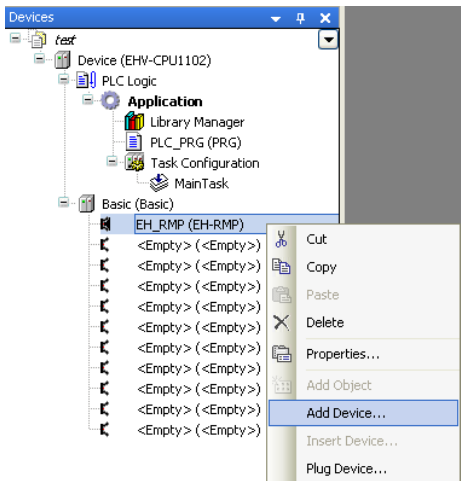 Devices
test
Device (EHV-CPU1102)
PLC Logic
Application
Library Manager
PLC_PRG (PRG)
Task Configuration
MainTask
Basic (Basic)
EH_RMP (EH-RMP)
<Empty> (<Empty>)
<Empty> (<Empty>)
<Empty> (<Empty>)
<Empty> (<Empty>)
<Empty> (<Empty>)
<Empty> (<Empty>)
<Empty> (<Empty>)
<Empty> (<Empty>)
<Empty> (<Empty>)
<Empty> (<Empty>)
Cut
Copy
Paste
Delete
Properties...
Add Object
Add Device...
Insert Device...
Plug Device...